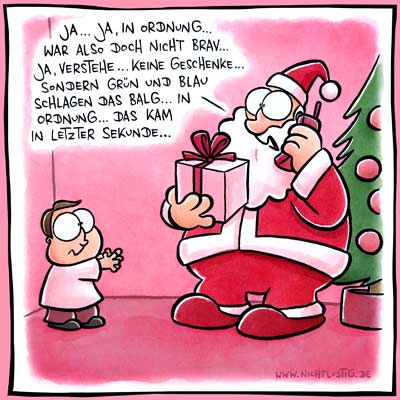 JA... JA, IN ORDNUNG...
WAR ALSO DOCH NICHT BRAV...
JA, VERSTEHE... KEINE GESCHENKE...
SONDERN GRÜN UND BLAU
SCHLAGEN DAS BALG... IN
ORDNUNG... DAS KAM
IN LETZTER SEKUNDE...
WWW.NICHTLUSTIG.DE